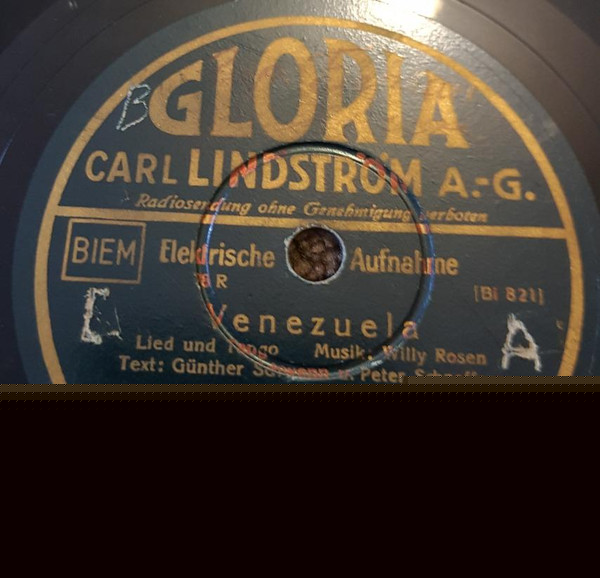 B
GLORIA
CARL LINDSTRÖM A.-G.
Radiosendung ohne Genehmigung verboten
BIEM Elektrische Aufnahme
R [Bi 821]
Venezuela
Lied und Tango Musik: Willy Rosen
A
Text: Günther u. Peter